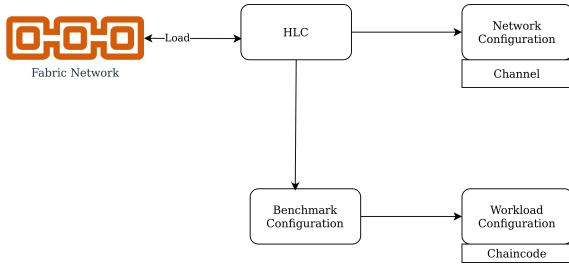 Load
Fabric Network
HLC
Network
Configuration
Channel
Benchmark
Configuration
Workload
Configuration
Chaincode